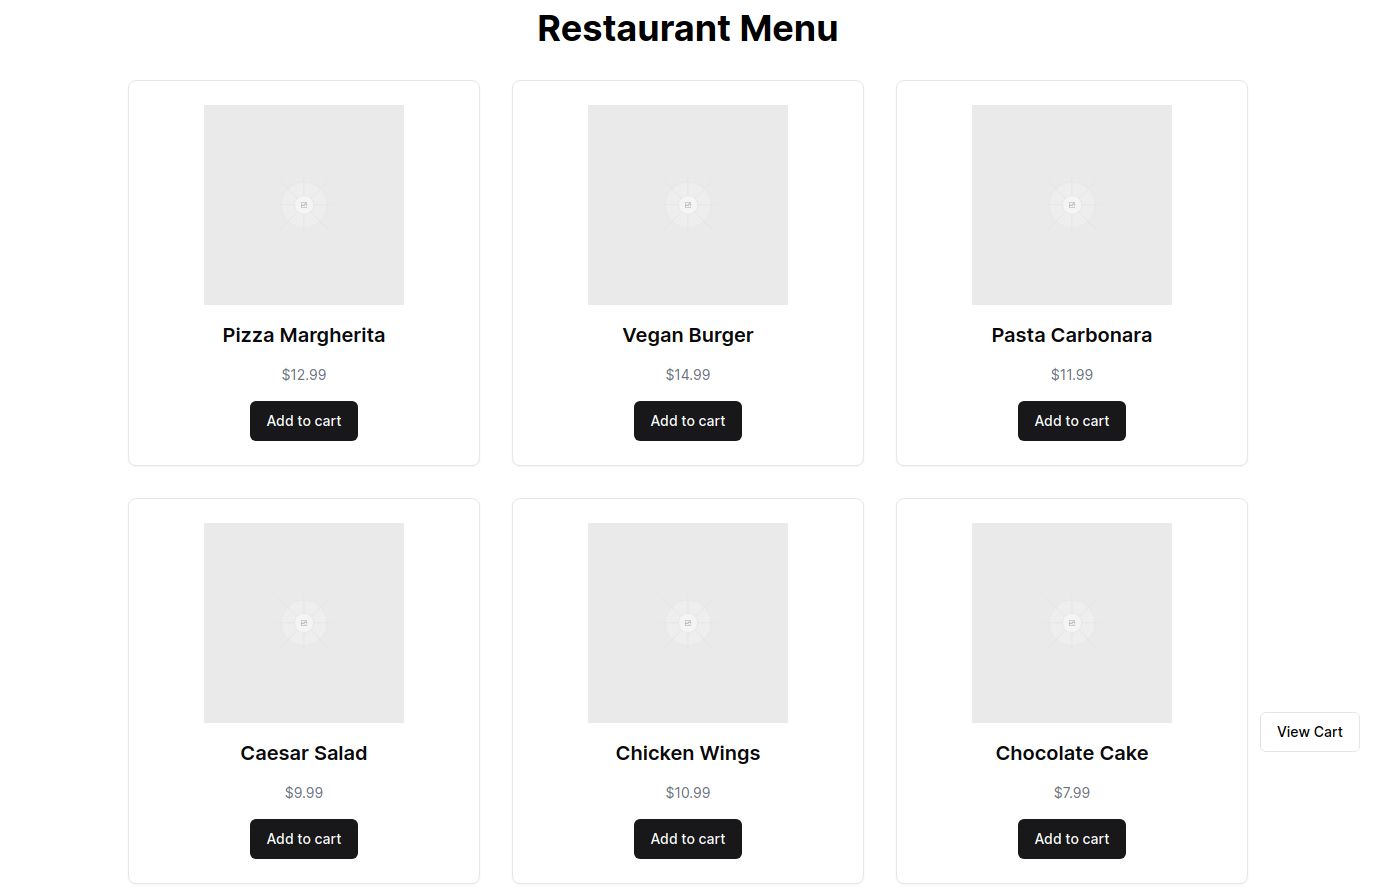 Restaurant Menu
Pizza Margherita
$12.99
Add to cart
Vegan Burger
$14.99
Add to cart
Pasta Carbonara
$11.99
Add to cart
Caesar Salad
$9.99
Add to cart
Chicken Wings
$10.99
Add to cart
Chocolate Cake
$7.99
Add to cart
View Cart